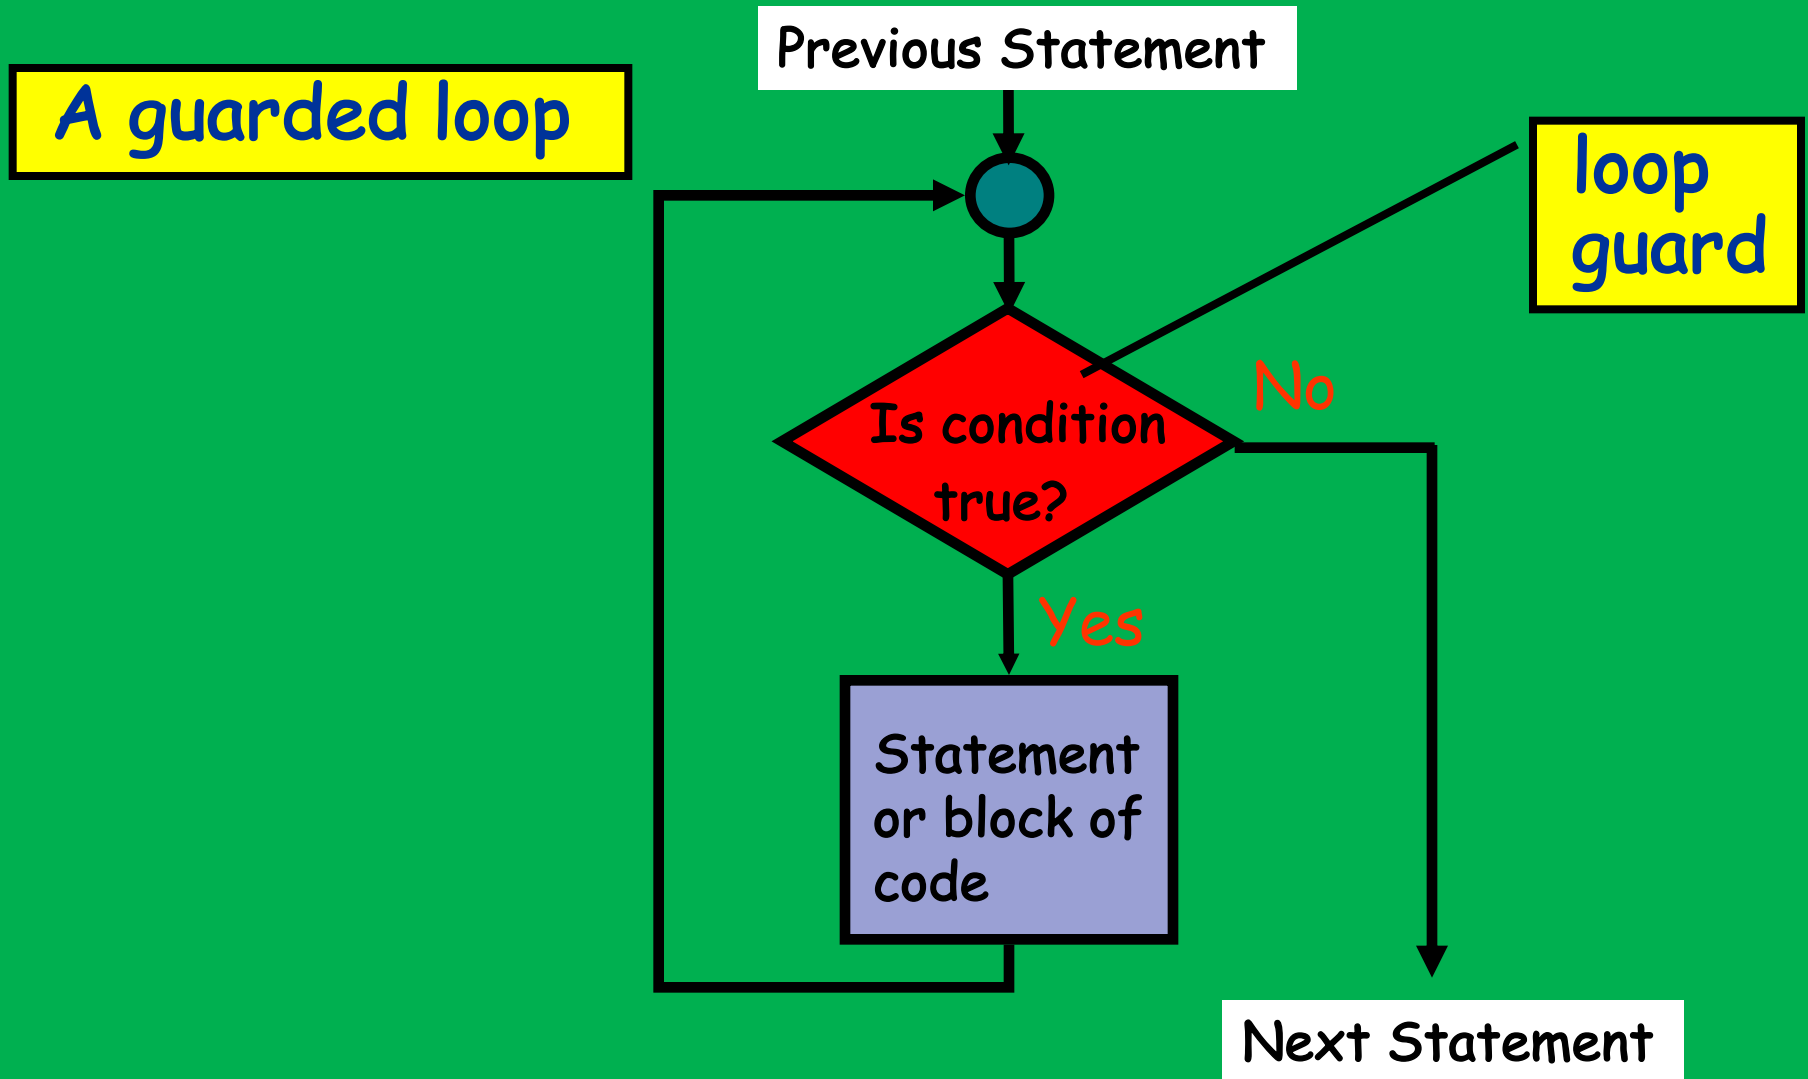 Previous Statement
A guarded loop
loop
guard
No
Is condition
true?
Yes
Statement
or block of
code
Next Statement